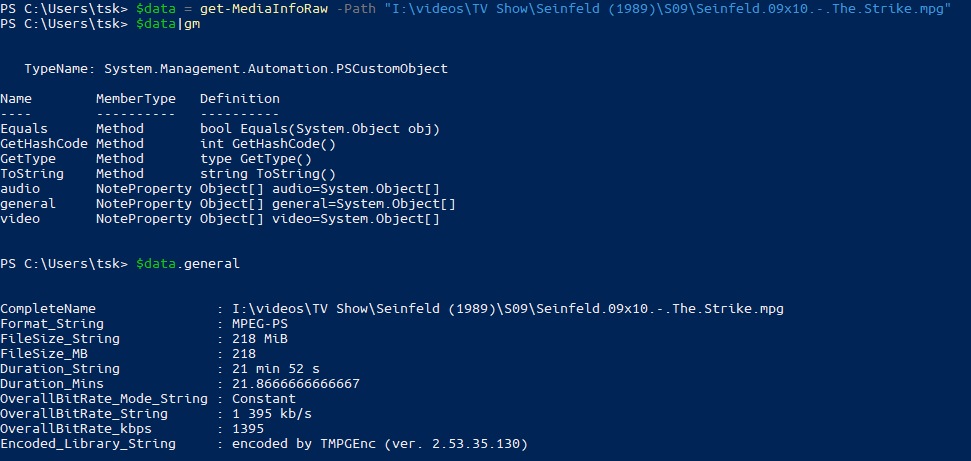 PS C:\Users\tsk> $data = get-MediaInfoRaw -Path "I:\videos\TV Show\Seinfeld (1989)\S09\Seinfeld.09x10.-.The.Strike.mpg"
PS C:\Users\tsk> $data|gm
TypeName: System.Management.Automation.PSCustomObject
Name        MemberType   Definition
----        ----------   ----------
Equals      Method       bool Equals(System.Object obj)
GetHashCode Method       int GetHashCode()
GetType     Method       type GetType()
ToString    Method       string ToString()
audio       NoteProperty Object[] audio=System.Object[]
general     NoteProperty Object[] general=System.Object[]
video       NoteProperty Object[] video=System.Object[]
PS C:\Users\tsk> $data.general
CompleteName               : I:\videos\TV Show\Seinfeld (1989)\S09\Seinfeld.09x10.-.The.Strike.mpg
Format_String              : MPEG-PS
FileSize_String            : 218 MiB
FileSize_MB                : 218
Duration_String            : 21 min 52 s
Duration_Mins              : 21.8666666666667
OverallBitRate_Mode_String : Constant
OverallBitRate_String      : 1 395 kb/s
OverallBitRate_kbps        : 1395
Encoded_Library_String     : encoded by TMPGEnc (ver. 2.53.35.130)